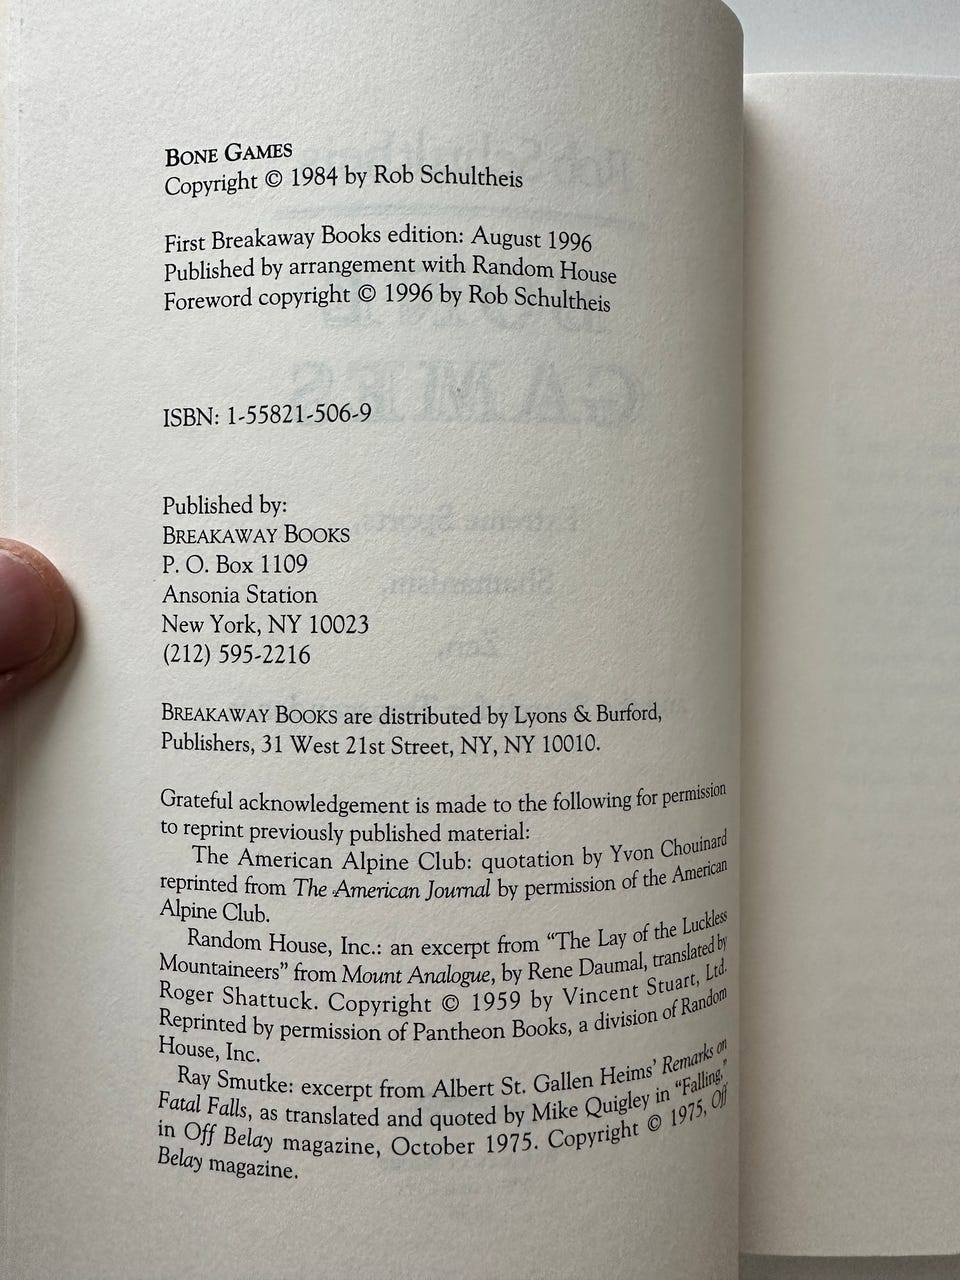 BONE GAMES
Copyright © 1984 by Rob Schultheis
First Breakaway Books edition: August 1996
Published by arrangement with Random House
Foreword copyright © 1996 by Rob Schultheis
ISBN: 1-55821-506-9
Published by:
BREAKAWAY BOOKS
P. O. Box 1109
Ansonia Station
New York, NY 10023
(212) 595-2216
BREAKAWAY BOOKS are distributed by Lyons & Burford,
Publishers, 31 West 21st Street, NY, NY 10010.
Grateful acknowledgement is made to the following for permission
to reprint previously published material:
The American Alpine Club: quotation by Yvon Chouinard
reprinted from The American Journal by permission of the American
Alpine Club.
Random House, Inc.: an excerpt from “The Lay of the Luckless
Mountaineers” from Mount Analogue, by Rene Daumal, translated by
Roger Shattuck. Copyright © 1959 by Vincent Stuart, Ltd.
Reprinted by permission of Pantheon Books, a division of Random
House, Inc.
Ray Smutke: excerpt from Albert St. Gallen Heims’ Remarks on
Fatal Falls, as translated and quoted by Mike Quigley in “Falling,”
in Off Belay magazine, October 1975. Copyright © 1975, Off
Belay magazine.